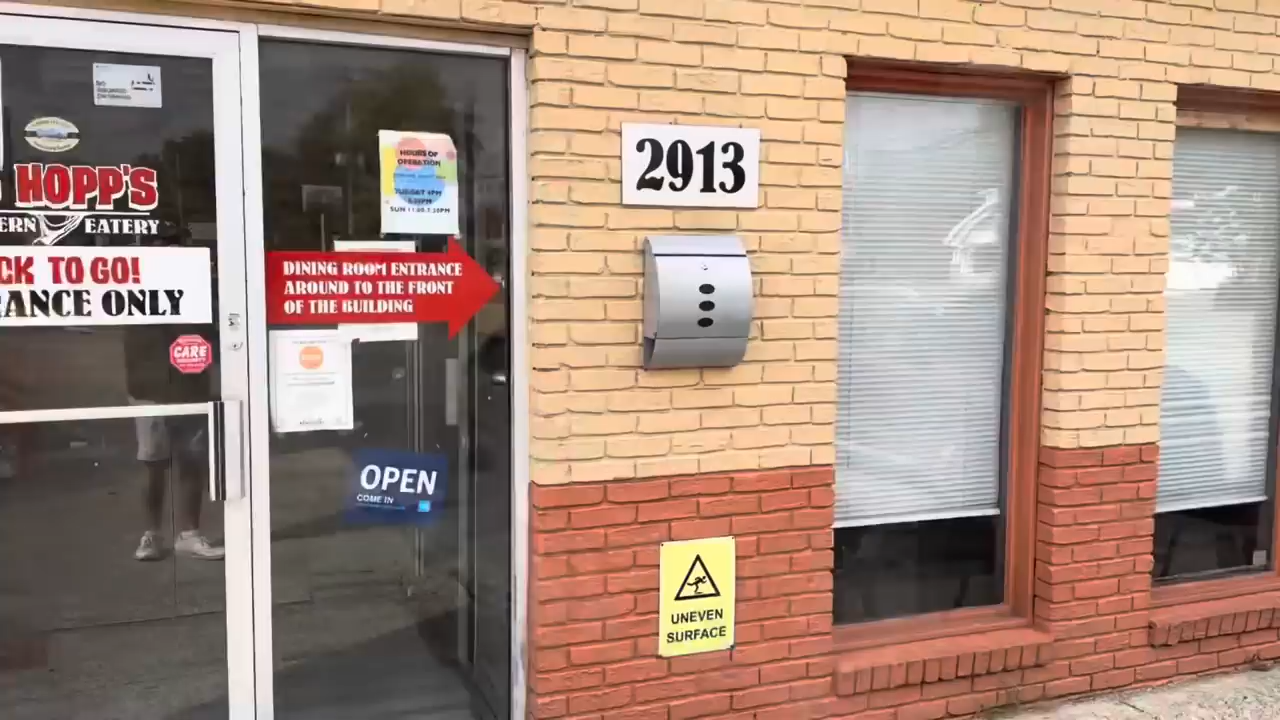 HOPP'S
ERN EATERY
CK TO GO!
ANCE ONLY
CARE
HOURS OF
OPERATION
DINING ROOM ENTRANCE
AROUND TO THE FRONT
OF THE BUILDING
OPEN
COME IN
2913
UNEVEN
SURFACE